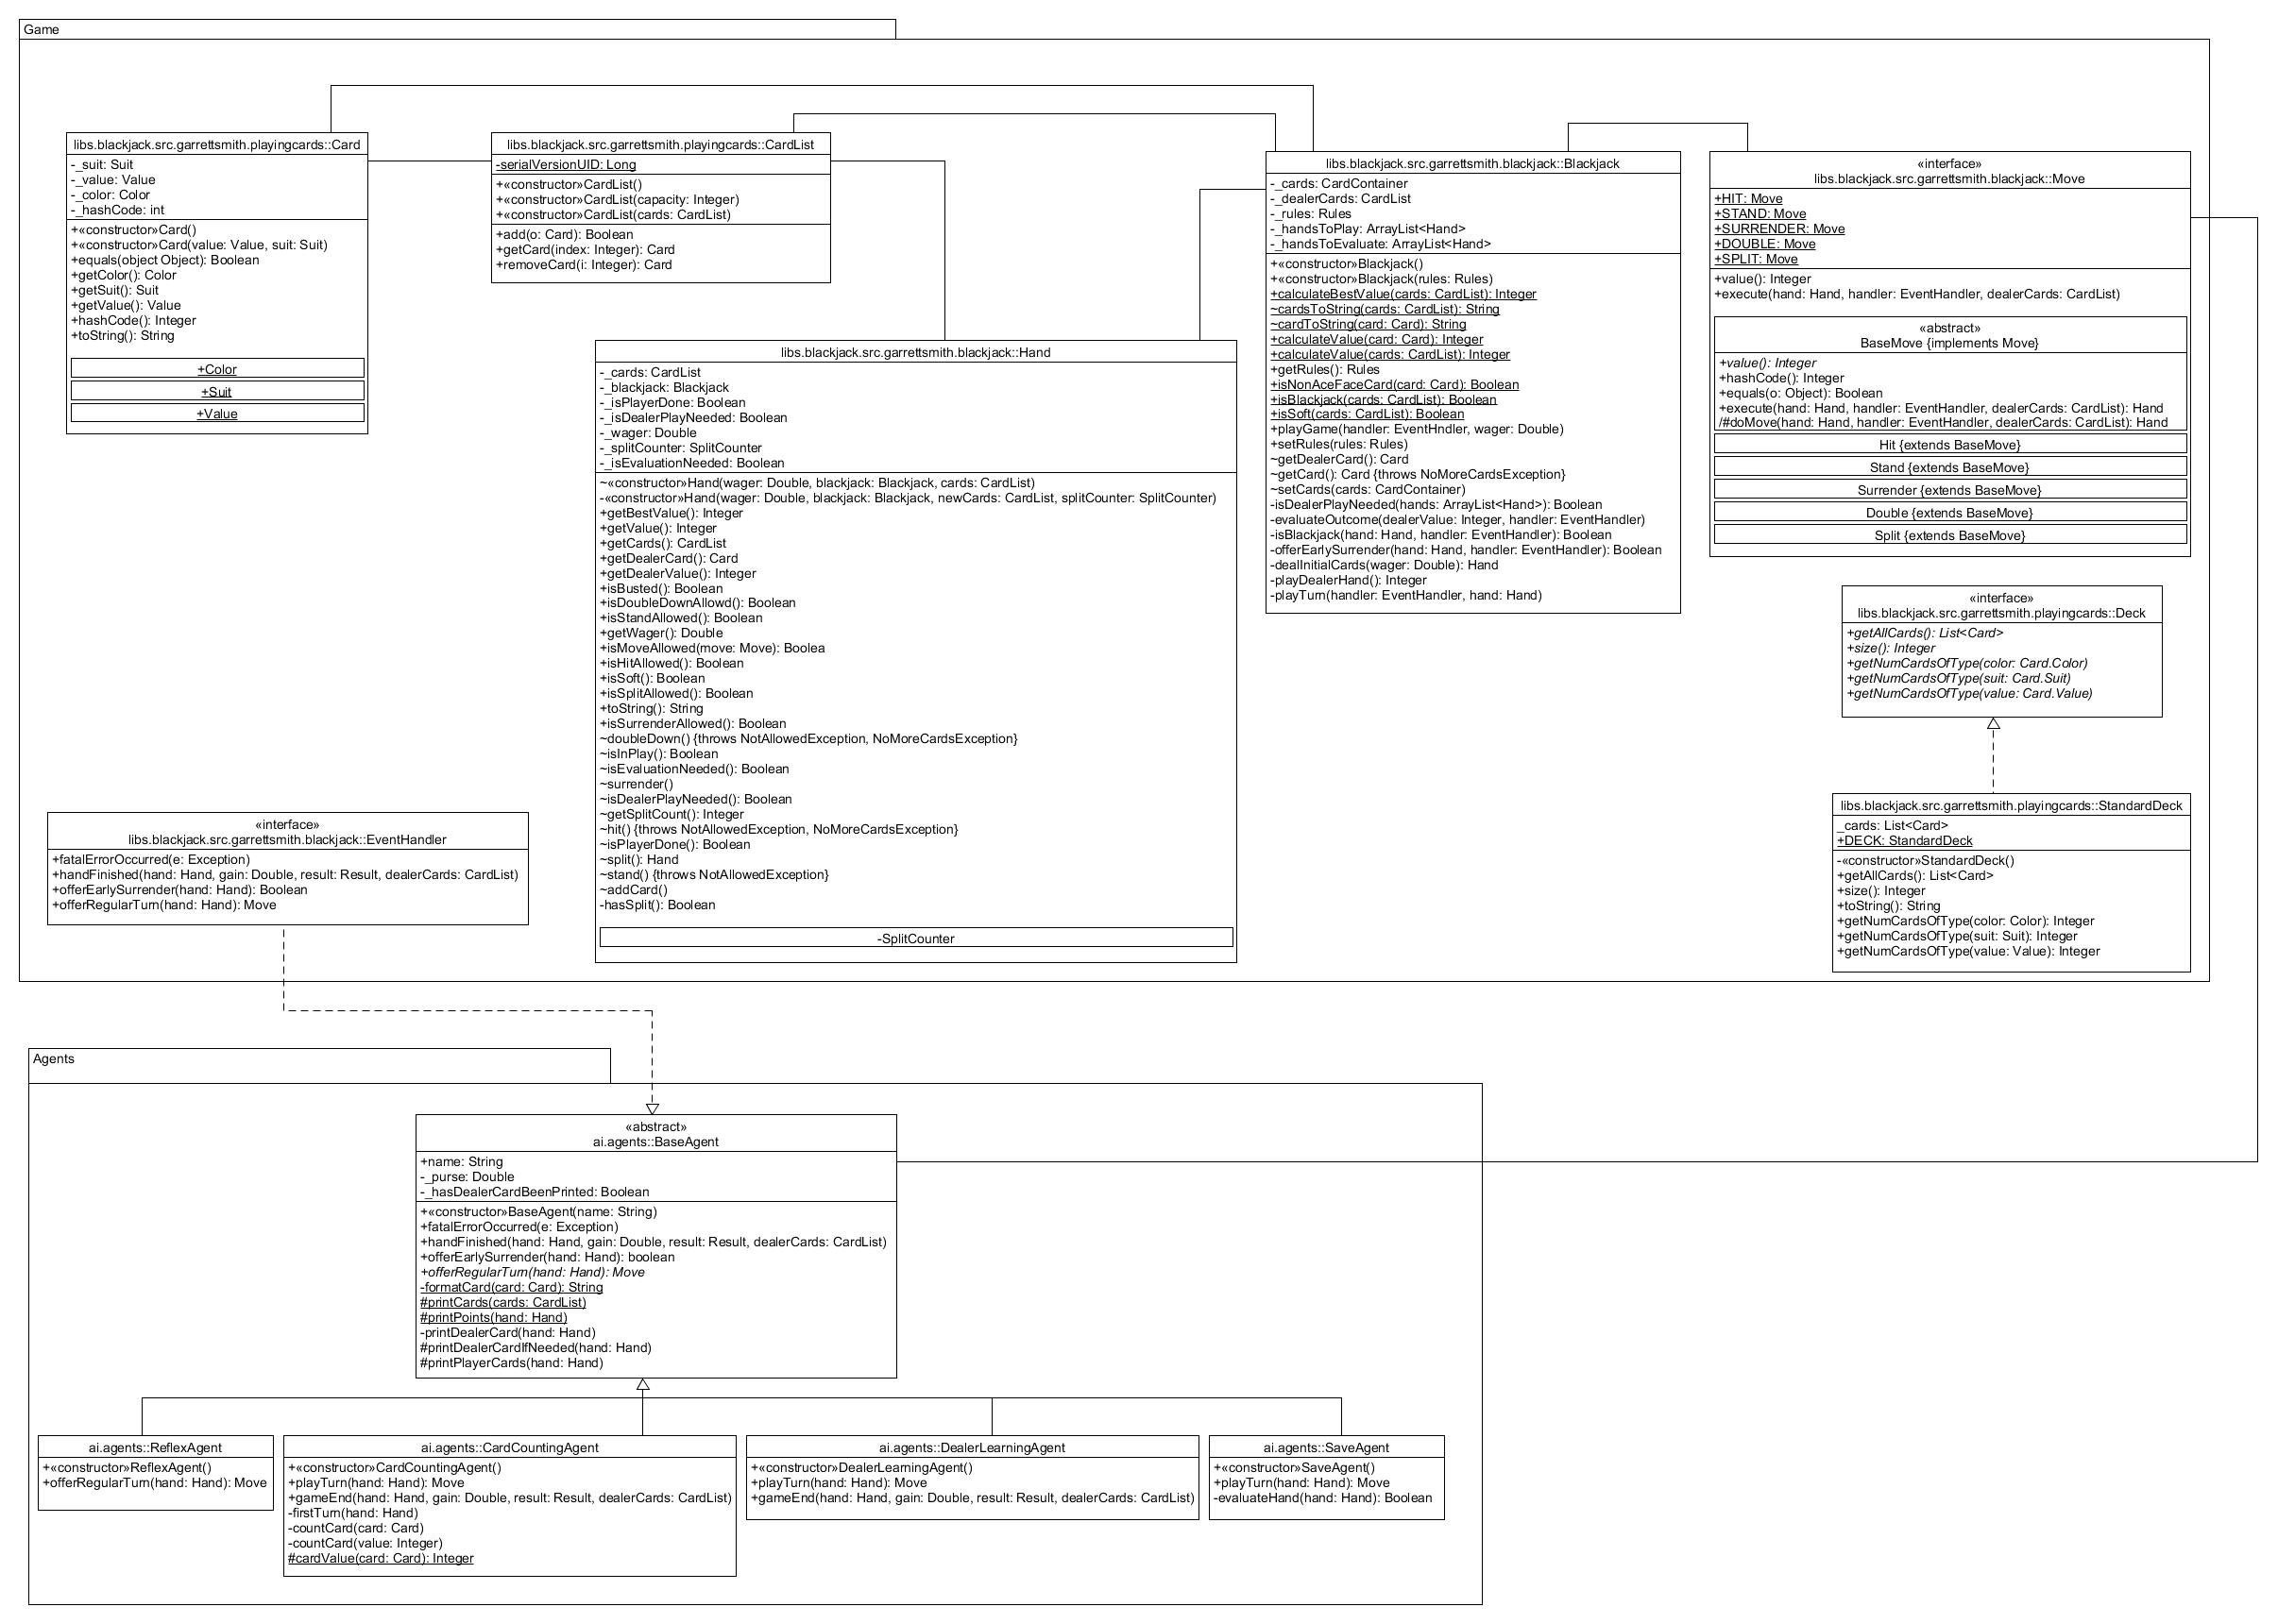 Game
libs.blackjack.src.garrettsmith.playingcards::Card
-_suit: Suit
-_value: Value
-_color: Color
-_hashCode: int
+«constructor»Card()
+«constructor»Card(value: Value, suit: Suit)
+equals(object Object): Boolean
+getColor(): Color
+getSuit(): Suit
+getValue(): Value
+hashCode(): Integer
+toString(): String
+Color
+Suit
+Value
libs.blackjack.src.garrettsmith.playingcards::CardList
-serialVersionUID: Long
+«constructor»CardList()
+«constructor»CardList(capacity: Integer)
+«constructor»CardList(cards: CardList)
+add(o: Card): Boolean
+getCard(index: Integer): Card
+removeCard(i: Integer): Card
libs.blackjack.src.garrettsmith.blackjack::Blackjack
-_cards: CardContainer
-_dealerCards: CardList
-_rules: Rules
-_handsToPlay: ArrayList<Hand>
-_handsToEvaluate: ArrayList<Hand>
+«constructor»Blackjack()
+«constructor»Blackjack(rules: Rules)
+calculateBestValue(cards: CardList): Integer
~cardsToString(cards: CardList): String
~cardToString(card: Card): String
+calculateValue(card: Card): Integer
+calculateValue(cards: CardList): Integer
+getRules(): Rules
+isNonAceFaceCard(card: Card): Boolean
+isBlackjack(cards: CardList): Boolean
+isSoft(cards: CardList): Boolean
+playGame(handler: EventHndler, wager: Double)
+setRules(rules: Rules)
~getDealerCard(): Card
~getCard(): Card {throws NoMoreCardsException}
~setCards(cards: CardContainer)
-isDealerPlayNeeded(hands: ArrayList<Hand>): Boolean
-evaluateOutcome(dealerValue: Integer, handler: EventHandler)
-isBlackjack(hand: Hand, handler: EventHandler): Boolean
-offerEarlySurrender(hand: Hand, handler: EventHandler): Boolean
-dealInitialCards(wager: Double): Hand
-playDealerHand(): Integer
-playTurn(handler: EventHandler, hand: Hand)
«interface»
libs.blackjack.src.garrettsmith.blackjack::Move
+HIT: Move
+STAND: Move
+SURRENDER: Move
+DOUBLE: Move
+SPLIT: Move
+value(): Integer
+execute(hand: Hand, handler: EventHandler, dealerCards: CardList)
«abstract»
BaseMove {implements Move}
+value(): Integer
+hashCode(): Integer
+equals(o: Object): Boolean
+execute(hand: Hand, handler: EventHandler, dealerCards: CardList): Hand
/#doMove(hand: Hand, handler: EventHandler, dealerCards: CardList): Hand
Hit {extends BaseMove}
Stand {extends BaseMove}
Surrender {extends BaseMove}
Double {extends BaseMove}
Split {extends BaseMove}
libs.blackjack.src.garrettsmith.blackjack::Hand
-_cards: CardList
-_blackjack: Blackjack
-_isPlayerDone: Boolean
-_isDealerPlayNeeded: Boolean
-_wager: Double
-_splitCounter: SplitCounter
-_isEvaluationNeeded: Boolean
~«constructor»Hand(wager: Double, blackjack: Blackjack, cards: CardList)
-«constructor»Hand(wager: Double, blackjack: Blackjack, newCards: CardList, splitCounter: SplitCounter)
+getBestValue(): Integer
+getValue(): Integer
+getCards(): CardList
+getDealerCard(): Card
+getDealerValue(): Integer
+isBusted(): Boolean
+isDoubleDownAllowd(): Boolean
+isStandAllowed(): Boolean
+getWager(): Double
+isMoveAllowed(move: Move): Boolea
+isHitAllowed(): Boolean
+isSoft(): Boolean
+isSplitAllowed(): Boolean
+toString(): String
+isSurrenderAllowed(): Boolean
~doubleDown() {throws NotAllowedException, NoMoreCardsException}
~isInPlay(): Boolean
~isEvaluationNeeded(): Boolean
~surrender()
~isDealerPlayNeeded(): Boolean
~getSplitCount(): Integer
~hit() {throws NotAllowedException, NoMoreCardsException}
~isPlayerDone(): Boolean
~split(): Hand
~stand() {throws NotAllowedException}
~addCard()
-hasSplit(): Boolean
-SplitCounter
«interface»
libs.blackjack.src.garrettsmith.playingcards::Deck
+getAllCards(): List<Card>
+size(): Integer
+getNumCardsOfType(color: Card.Color)
+getNumCardsOfType(suit: Card.Suit)
+getNumCardsOfType(value: Card.Value)
libs.blackjack.src.garrettsmith.playingcards::StandardDeck
_cards: List<Card>
+DECK: StandardDeck
-«constructor»StandardDeck()
+getAllCards(): List<Card>
+size(): Integer
+toString(): String
+getNumCardsOfType(color: Color): Integer
+getNumCardsOfType(suit: Suit): Integer
+getNumCardsOfType(value: Value): Integer
«interface»
libs.blackjack.src.garrettsmith.blackjack::EventHandler
+fatalErrorOccurred(e: Exception)
+handFinished(hand: Hand, gain: Double, result: Result, dealerCards: CardList)
+offerEarlySurrender(hand: Hand): Boolean
+offerRegularTurn(hand: Hand): Move
Agents
«abstract»
ai.agents::BaseAgent
+name: String
-_purse: Double
-_hasDealerCardBeenPrinted: Boolean
+«constructor»BaseAgent(name: String)
+fatalErrorOccurred(e: Exception)
+handFinished(hand: Hand, gain: Double, result: Result, dealerCards: CardList)
+offerEarlySurrender(hand: Hand): boolean
+offerRegularTurn(hand: Hand): Move
-formatCard(card: Card): String
#printCards(cards: CardList)
#printPoints(hand: Hand)
-printDealerCard(hand: Hand)
#printDealerCardIfNeeded(hand: Hand)
#printPlayerCards(hand: Hand)
ai.agents::ReflexAgent
+«constructor»ReflexAgent()
+offerRegularTurn(hand: Hand): Move
ai.agents::CardCountingAgent
+«constructor»CardCountingAgent()
+playTurn(hand: Hand): Move
+gameEnd(hand: Hand, gain: Double, result: Result, dealerCards: CardList)
-firstTurn(hand: Hand)
-countCard(card: Card)
-countCard(value: Integer)
#cardValue(card: Card): Integer
ai.agents::DealerLearningAgent
+«constructor»DealerLearningAgent()
+playTurn(hand: Hand): Move
+gameEnd(hand: Hand, gain: Double, result: Result, dealerCards: CardList)
ai.agents::SaveAgent
+«constructor»SaveAgent()
+playTurn(hand: Hand): Move
-evaluateHand(hand: Hand): Boolean